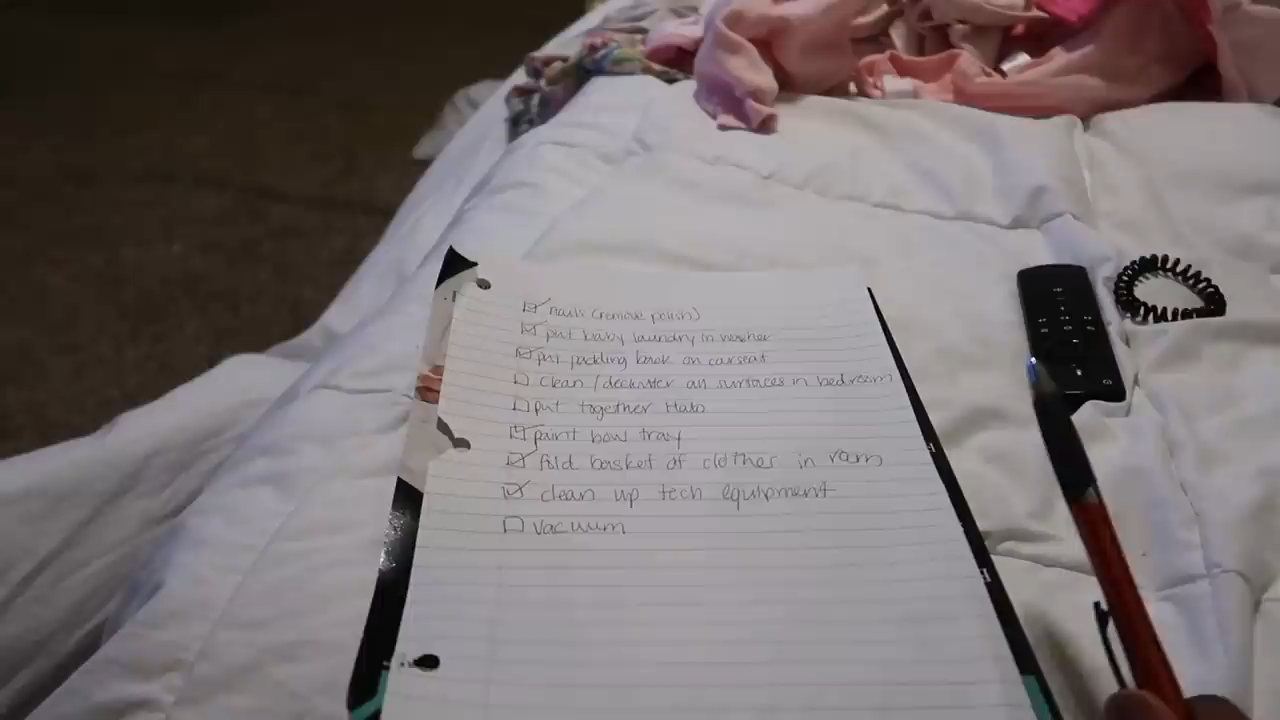 nails (remove polish)
put baby laundry in washer
put padding back on carseat
clean / declutter all surfaces in bedroom
put together Halo
paint bow tray
fold basket of clothes in room
clean up tech equipment
vacuum